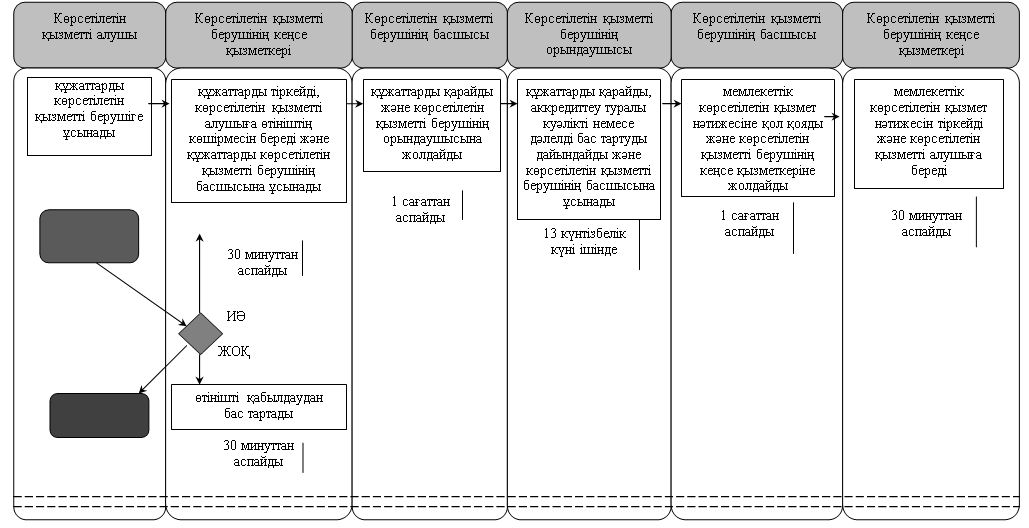 Көрсетілетін
қызметті алушы
Көрсетілетін қызметті
берушінің кеңсе
қызметкері
Көрсетілетін қызметті
берушінің басшысы
Көрсетілетін қызметті
берушінің
орындаушысы
Көрсетілетін қызметті
берушінің басшысы
Көрсетілетін қызметті
берушінің кеңсе
қызметкері
құжаттарды
көрсетілетін
қызметті берушіге
ұсынады
құжаттарды тіркейді,
көрсетілетін қызметті
алушыға өтініштің
көшірмесін береді және
құжаттарды көрсетілетін
қызметті берушінің
басшысына ұсынады
құжаттарды қарайды
және көрсетілетін
қызметті берушінің
орындаушысына
жолдайды
құжаттарды қарайды,
аккредиттеу туралы
куәлікті немесе
дәлелді бас тартуды
дайындайды және
көрсетілетін қызметті
берушінің басшысына
ұсынады
мемлекеттік
көрсетілетін қызмет
нәтижесіне қол қояды
және көрсетілетін
қызметті берушінің
кеңсе қызметкеріне
жолдайды
мемлекеттік
көрсетілетін қызмет
нәтижесін тіркейді
және көрсетілетін
қызметті алушыға
береді
30 минуттан
аспайды
1 сағаттан
аспайды
13 күнтізбелік
күні ішінде
1 сағаттан
аспайды
30 минуттан
аспайды
ИӘ
ЖОҚ
өтінішті қабылдаудан
бас тартады
30 минуттан
аспайды